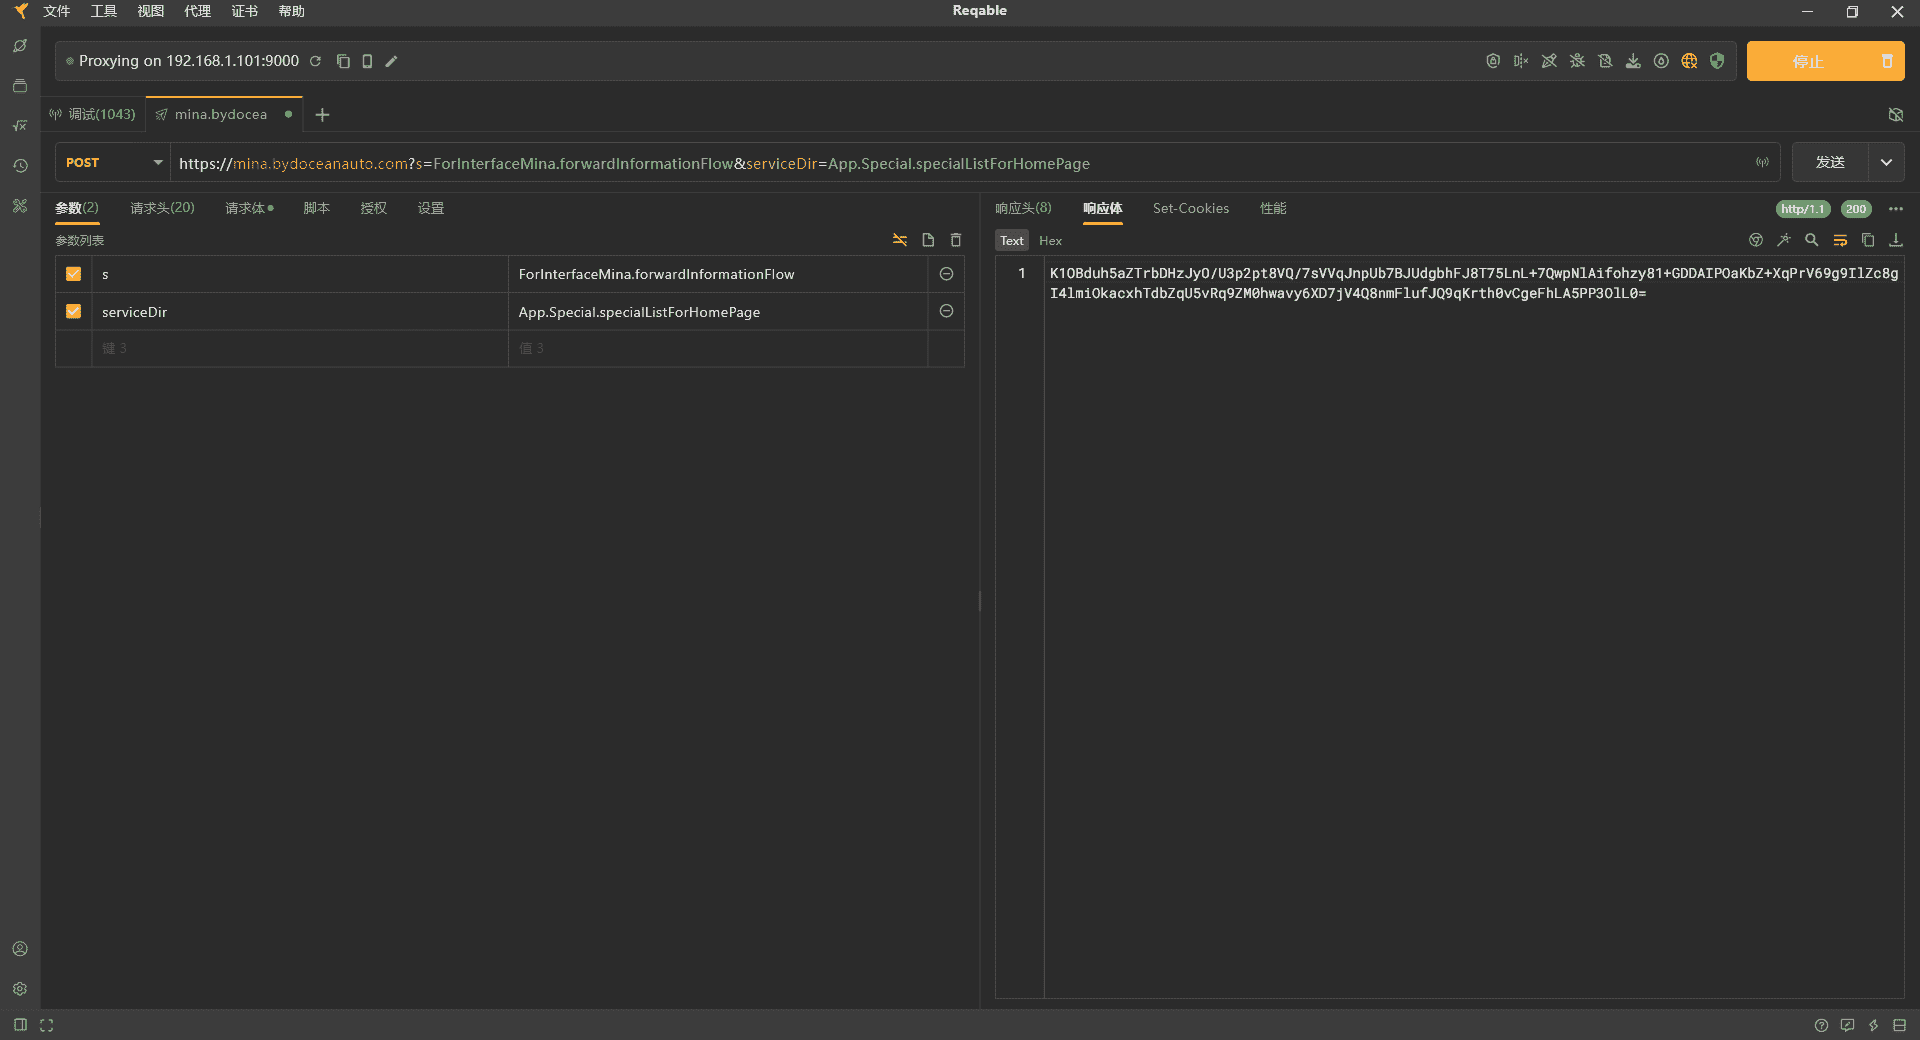 文件 工具 视图 代理 证书 帮助 Reqable
Proxying on 192.168.1.101:9000 停止
调试(1043) mina.bydocea
POST https://mina.bydoceanauto.com?s=ForInterfaceMina.forwardInformationFlow&serviceDir=App.Special.specialListForHomePage 发送
参数(2) 请求头(20) 请求体 脚本 授权 设置
参数列表
s ForInterfaceMina.forwardInformationFlow
serviceDir App.Special.specialListForHomePage
键 3 值 3
响应头(8) 响应体 Set-Cookies 性能 http/1.1 200
Text Hex
1 K1OBduh5aZTrbDHzJyO/U3p2pt8VQ/7sVVqJnpUb7BJUdgbhFJ8T75LnL+7QwpNlAifohzy81+GDDAIPOaKbZ+XqPrV69g9IlZc8g
I4lmiOkacxhTdbZqU5vRq9ZM0hwavy6XD7jV4Q8nmFlufJQ9qKrth0vCgeFhLA5PP3OlL0=